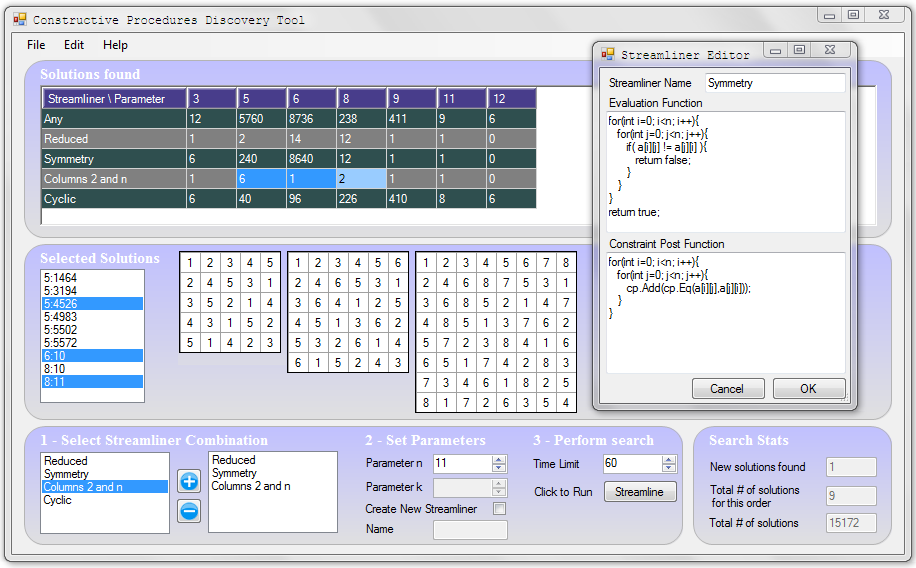 Constructive Procedures Discovery Tool
File Edit Help
Solutions found
Streamliner \ Parameter 3 5 6 8 9 11 12
Any 12 5760 8736 238 411 9 6
Reduced 1 2 14 12 1 1 0
Symmetry 6 240 8640 12 1 1 0
Columns 2 and n 1 6 1 2 1 1 0
Cyclic 6 40 96 226 410 8 6
Selected Solutions
5:1464
5:3194
5:4526
5:4983
5:5502
5:5572
6:10
8:10
8:11
1 2 3 4 5
2 4 5 3 1
3 5 2 1 4
4 3 1 5 2
5 1 4 2 3
1 2 3 4 5 6
2 4 6 5 3 1
3 6 4 1 2 5
4 5 1 3 6 2
5 3 2 6 1 4
6 1 5 2 4 3
1 2 3 4 5 6 7 8
2 4 6 8 7 5 3 1
3 6 5 2 8 1 4 7
4 8 5 1 3 7 6 2
5 7 2 3 8 4 1 6
6 5 1 7 4 2 8 3
7 3 4 6 1 8 2 5
8 1 7 2 6 3 5 4
Streamliner Editor
Streamliner Name Symmetry
Evaluation Function
for(int i=0; i<n; i++){
for(int j=0; j<n; j++){
if( a[i][j] != a[j][i] ){
return false;
}
}
}
return true;
Constraint Post Function
for(int i=0; i<n; i++){
for(int j=0; j<n; j++){
cp.Add(cp.Eq(a[i][j],a[j][i]));
}
}
Cancel OK
1 - Select Streamliner Combination
Reduced
Symmetry
Columns 2 and n
Cyclic
Reduced
Symmetry
Columns 2 and n
2 - Set Parameters
Parameter n 11
Parameter k
Create New Streamliner
Name
3 - Perform search
Time Limit 60
Click to Run Streamline
Search Stats
New solutions found 1
Total # of solutions
for this order 9
Total # of solutions 15172